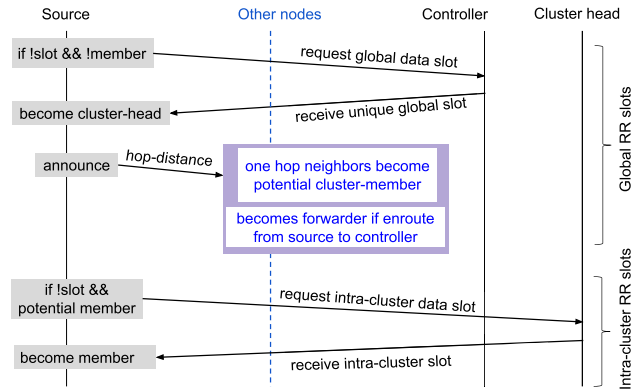 Source
Other nodes
Controller
Cluster head
if !slot && !member
request global data slot
become cluster-head
receive unique global slot
announce
hop-distance
one hop neighbors become
potential cluster-member
becomes forwarder if enroute
from source to controller
Global RR slots
if !slot &&
potential member
request intra-cluster data slot
become member
receive intra-cluster slot
Intra-cluster RR slots